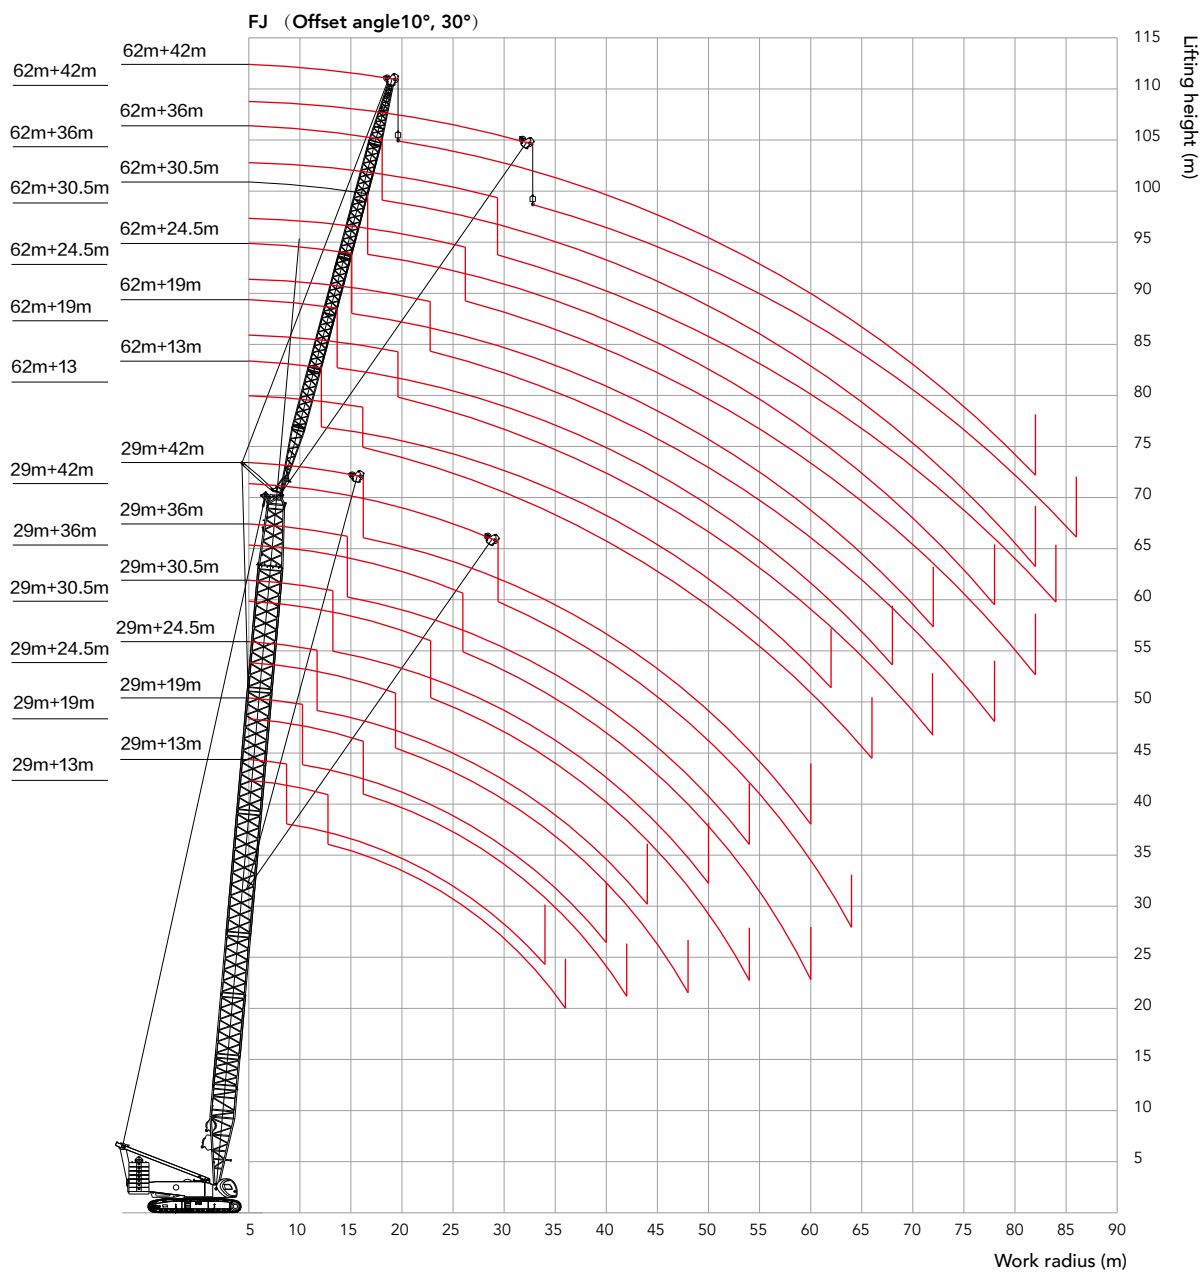 FJ （Offset angle10°, 30°）
62m+42m
62m+36m
62m+30.5m
62m+24.5m
62m+19m
62m+13
29m+42m
29m+36m
29m+30.5m
29m+24.5m
29m+19m
29m+13m
62m+42m
62m+36m
62m+30.5m
62m+24.5m
62m+19m
62m+13m
29m+42m
29m+36m
29m+30.5m
29m+24.5m
29m+19m
29m+13m
115
110
105
100
95
90
85
80
75
70
65
60
55
50
45
40
35
30
25
20
15
10
5
Lifting height (m)
5 10 15 20 25 30 35 40 45 50 55 60 65 70 75 80 85 90
Work radius (m)